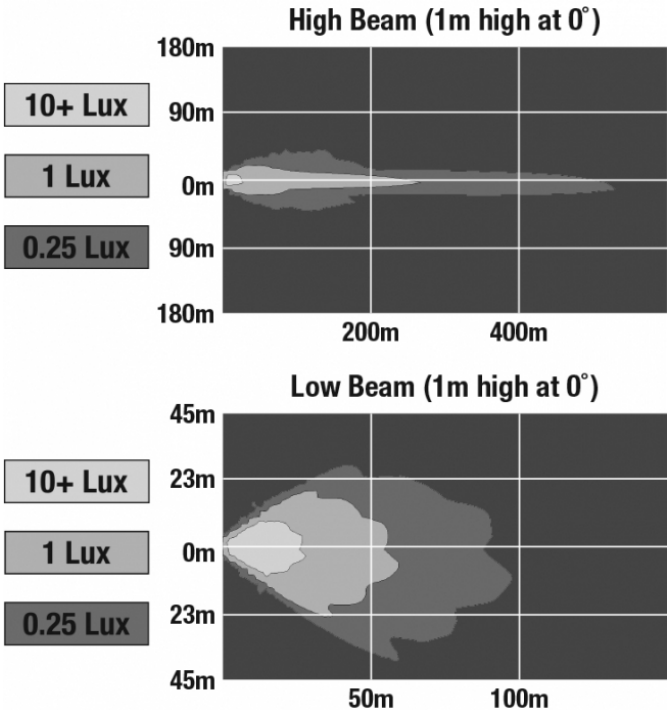 High Beam (1m high at 0°)
180m
10+ Lux
90m
1 Lux
0m
0.25 Lux
90m
180m
200m
400m
Low Beam (1m high at 0°)
45m
10+ Lux
23m
1 Lux
0m
0.25 Lux
23m
45m
50m
100m